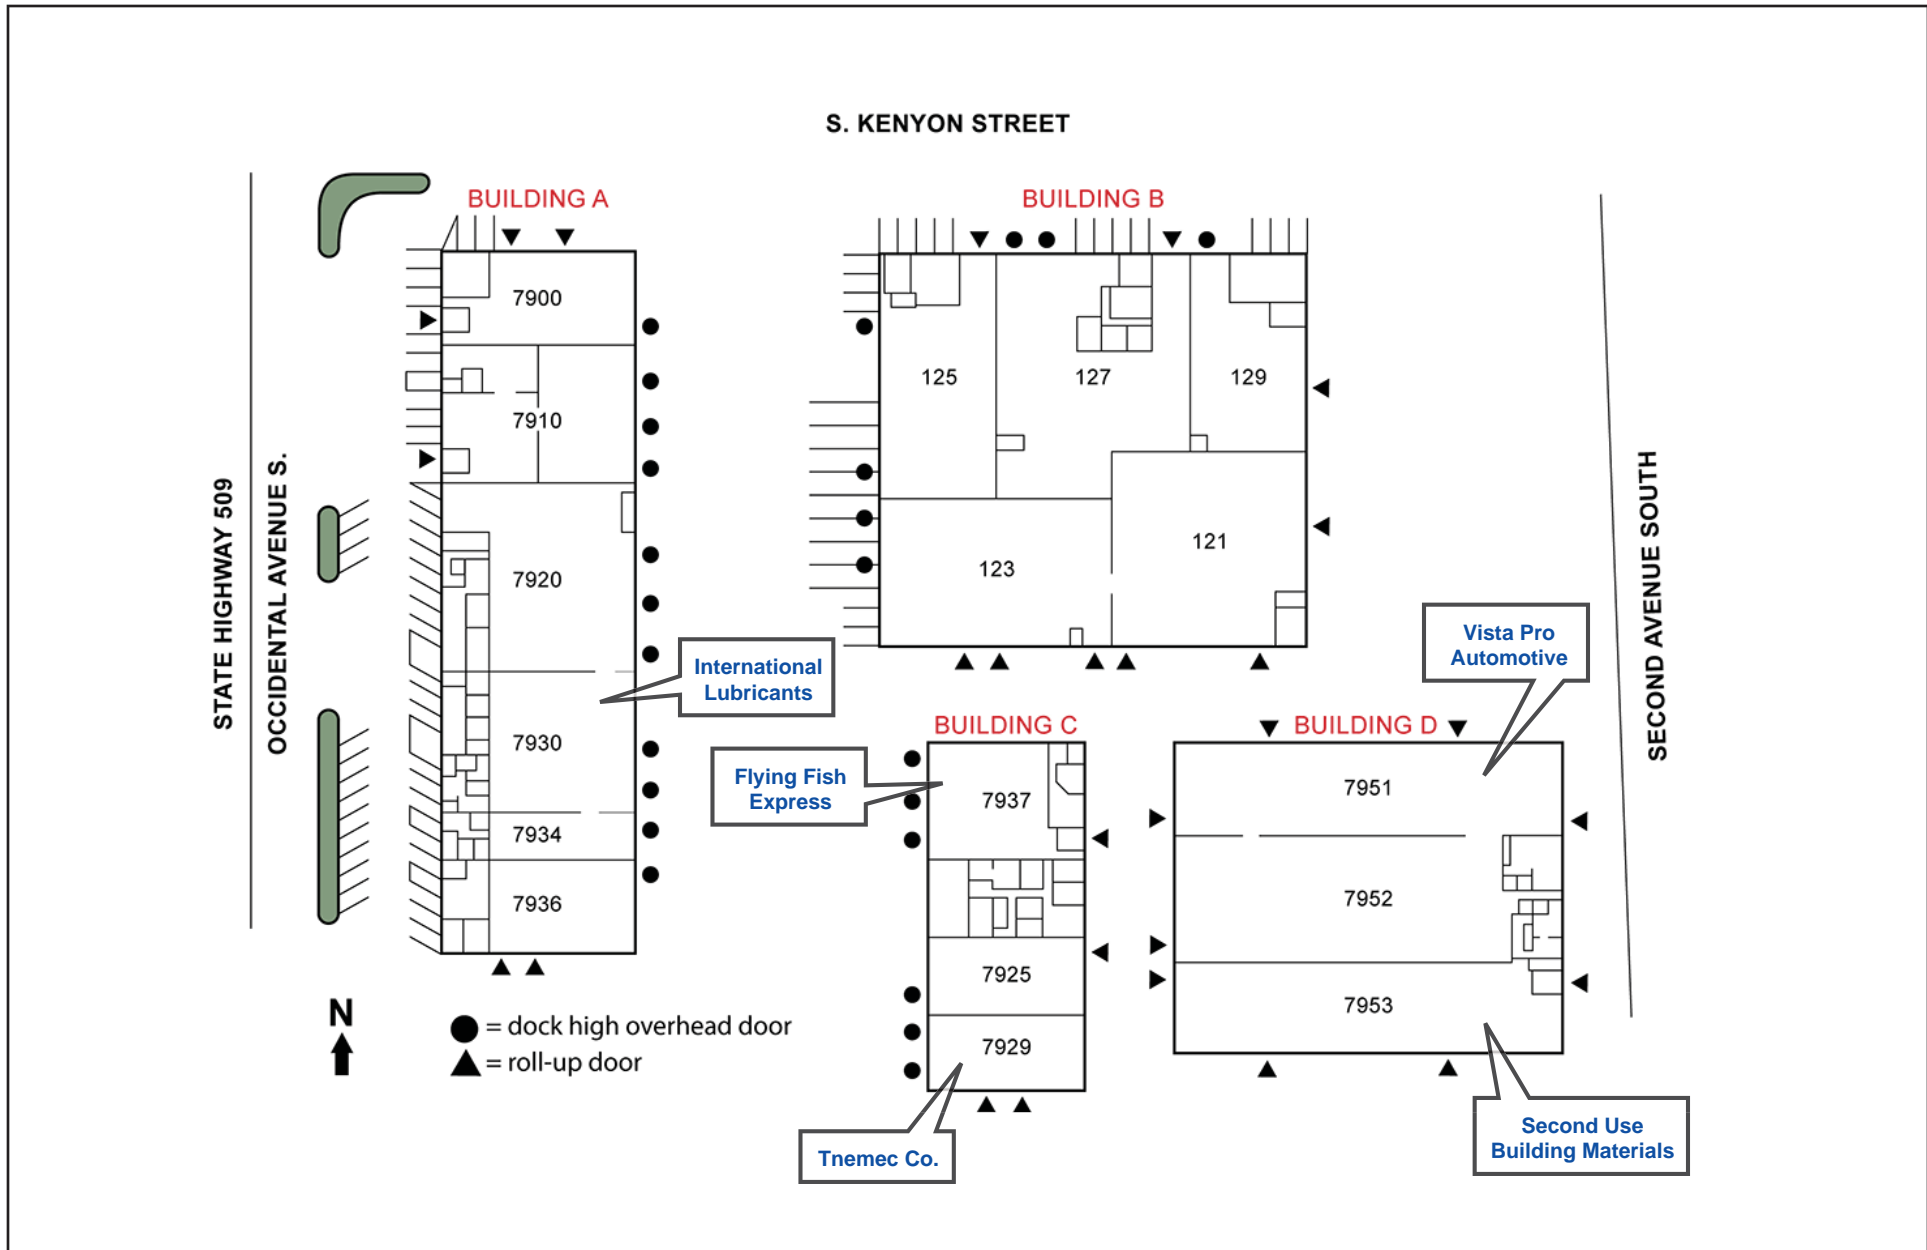 S. KENYON STREET
BUILDING A
BUILDING B
7900
7910
7920
7930
7934
7936
125
127
129
123
121
STATE HIGHWAY 509
OCCIDENTAL AVENUE S.
SECOND AVENUE SOUTH
International
Lubricants
Vista Pro
Automotive
BUILDING C
BUILDING D
Flying Fish
Express
7937
7925
7929
7951
7952
7953
N
= dock high overhead door
= roll-up door
Tnemec Co.
Second Use
Building Materials